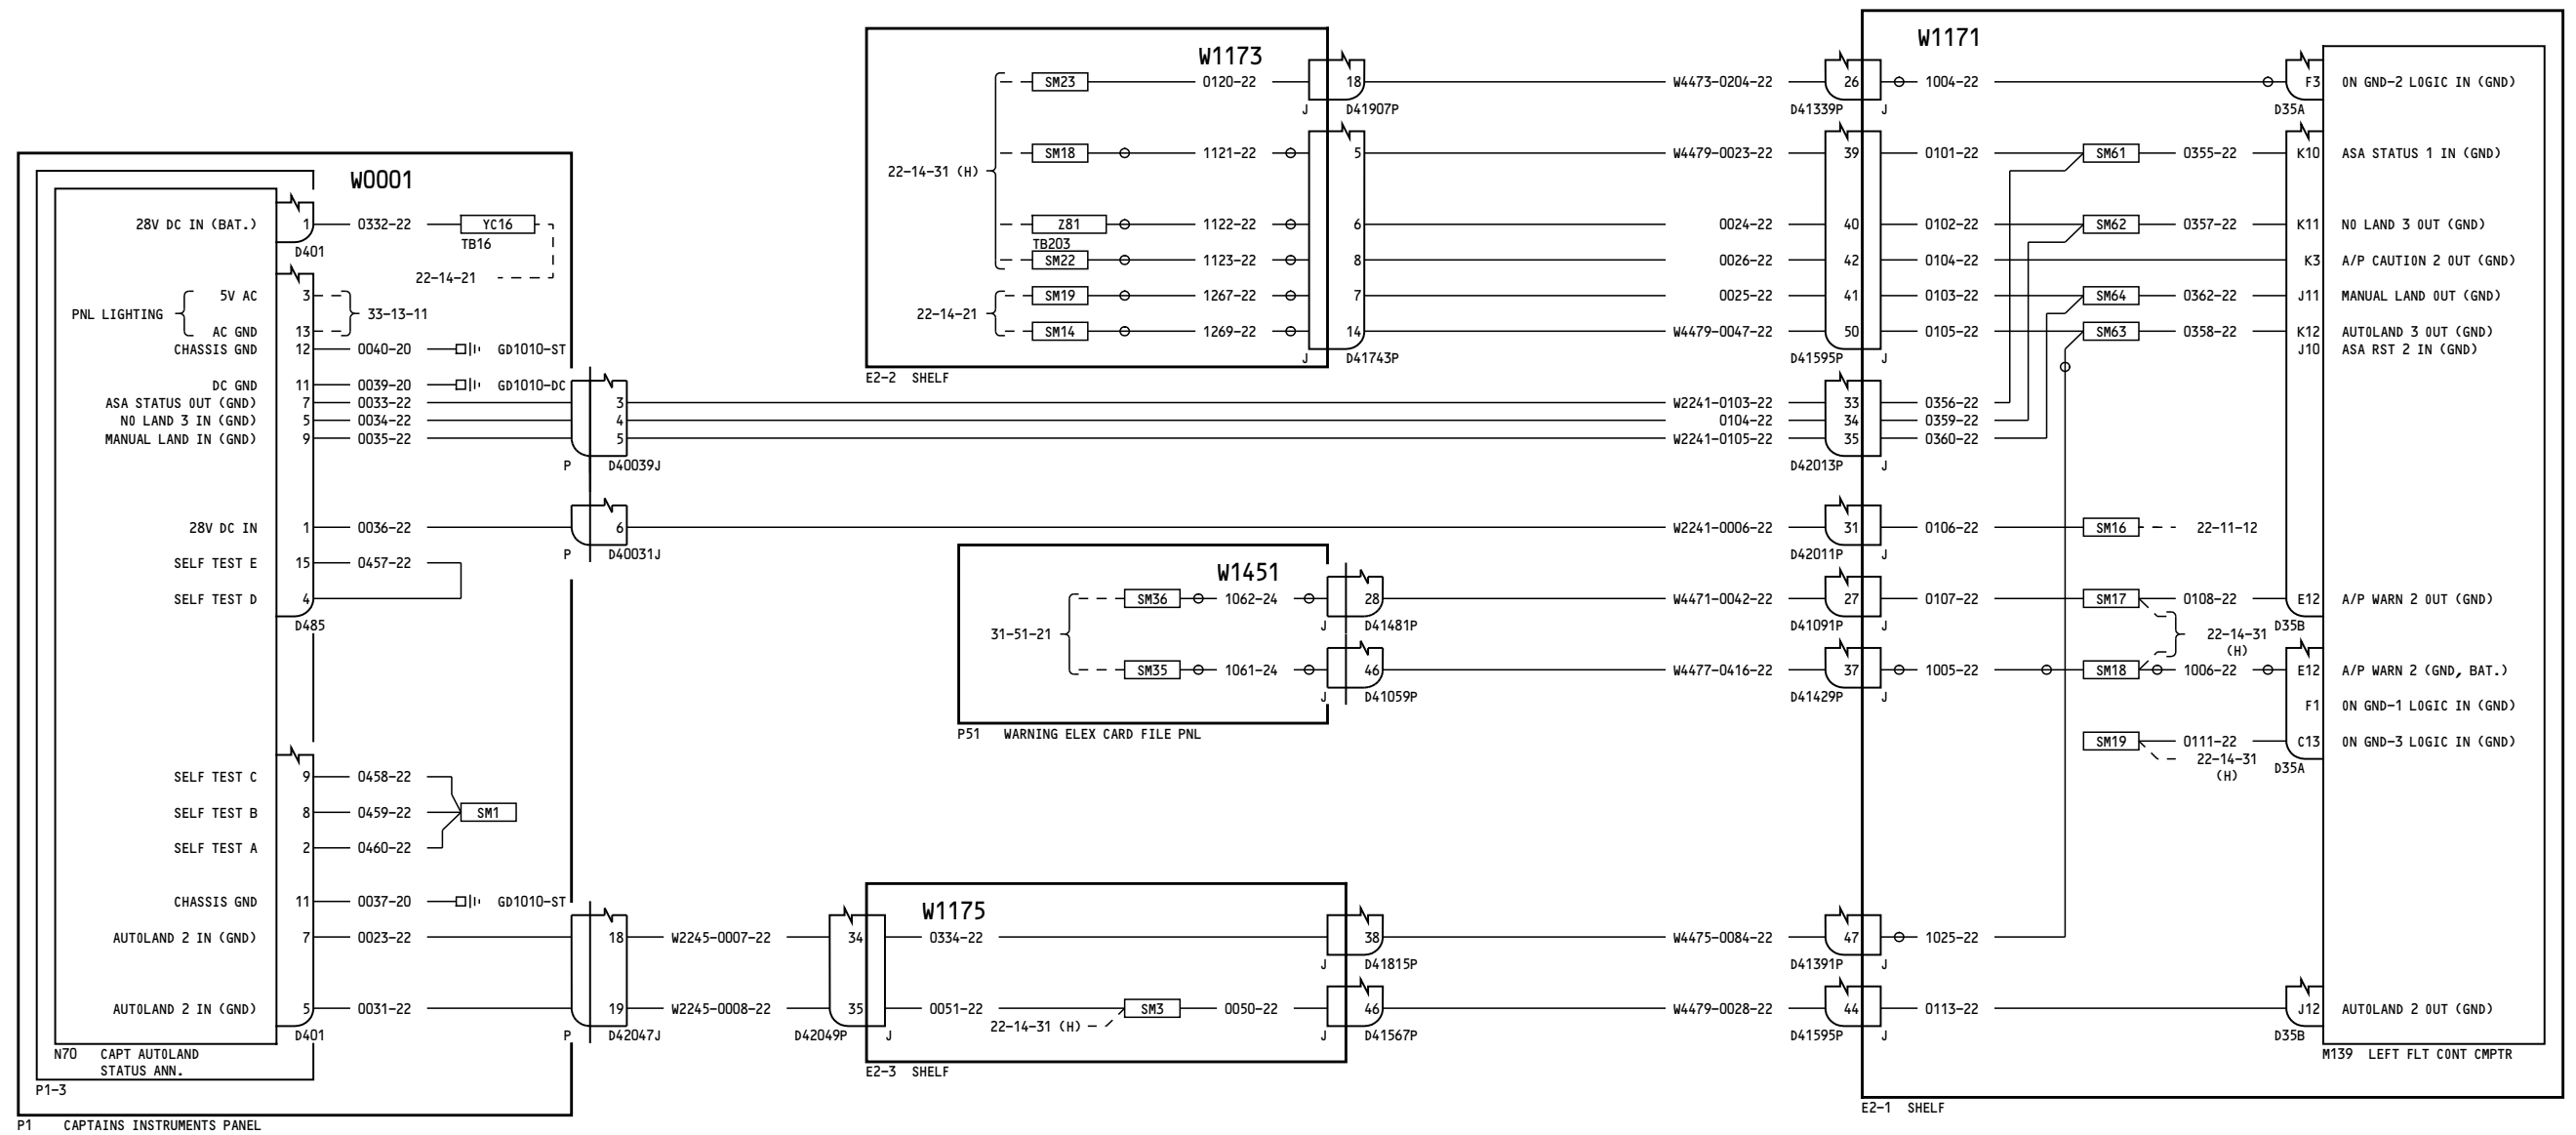 W1173
SM23 0120-22 18 W4473-0204-22 26 1004-22 F3 ON GND-2 LOGIC IN (GND)
J D41907P D41339P J D35A
SM18 1121-22 5 W4479-0023-22 39 0101-22 SM61 0355-22 K10 ASA STATUS 1 IN (GND)
22-14-31 (H)
Z81 1122-22 6 0024-22 40 0102-22 SM62 0357-22 K11 NO LAND 3 OUT (GND)
TB203
SM22 1123-22 8 0026-22 42 0104-22 K3 A/P CAUTION 2 OUT (GND)
SM19 1267-22 7 0025-22 41 0103-22 SM64 0362-22 J11 MANUAL LAND OUT (GND)
22-14-21
SM14 1269-22 14 W4479-0047-22 50 0105-22 SM63 0358-22 K12 AUTOLAND 3 OUT (GND)
J10 ASA RST 2 IN (GND)
J D41743P D41595P J
E2-2 SHELF
W1171
W0001
28V DC IN (BAT.) 1 0332-22 YC16
D401 TB16
22-14-21
PNL LIGHTING
5V AC 3
33-13-11
AC GND 13
CHASSIS GND 12 0040-20 GD1010-ST
DC GND 11 0039-20 GD1010-DC
ASA STATUS OUT (GND) 7 0033-22 3 W2241-0103-22 33 0356-22
NO LAND 3 IN (GND) 5 0034-22 4 0104-22 34 0359-22
MANUAL LAND IN (GND) 9 0035-22 5 W2241-0105-22 35 0360-22
P D40039J D42013P J
28V DC IN 1 0036-22 6 W2241-0006-22 31 0106-22 SM16 22-11-12
P D40031J D42011P J
SELF TEST E 15 0457-22
SELF TEST D 4
D485
W1451
SM36 1062-24 28 W4471-0042-22 27 0107-22 SM17 0108-22 E12 A/P WARN 2 OUT (GND)
J D41481P D41091P J D35B
31-51-21
22-14-31
(H)
SM35 1061-24 46 W4477-0416-22 37 1005-22 SM18 1006-22 E12 A/P WARN 2 (GND, BAT.)
J D41059P D41429P J
F1 ON GND-1 LOGIC IN (GND)
P51 WARNING ELEX CARD FILE PNL
SM19 0111-22 C13 ON GND-3 LOGIC IN (GND)
22-14-31
(H)
D35A
SELF TEST C 9 0458-22
SELF TEST B 8 0459-22 SM1
SELF TEST A 2 0460-22
CHASSIS GND 11 0037-20 GD1010-ST
W1175
AUTOLAND 2 IN (GND) 7 0023-22 18 W2245-0007-22 34 0334-22 38 W4475-0084-22 47 1025-22
J D41815P D41391P J
AUTOLAND 2 IN (GND) 5 0031-22 19 W2245-0008-22 35 0051-22 SM3 0050-22 46 W4479-0028-22 44 0113-22 J12 AUTOLAND 2 OUT (GND)
22-14-31 (H)
D401 P D42047J D42049P J J D41567P D41595P J D35B
N70 CAPT AUTOLAND
STATUS ANN.
M139 LEFT FLT CONT CMPTR
E2-3 SHELF
P1-3
E2-1 SHELF
P1 CAPTAINS INSTRUMENTS PANEL